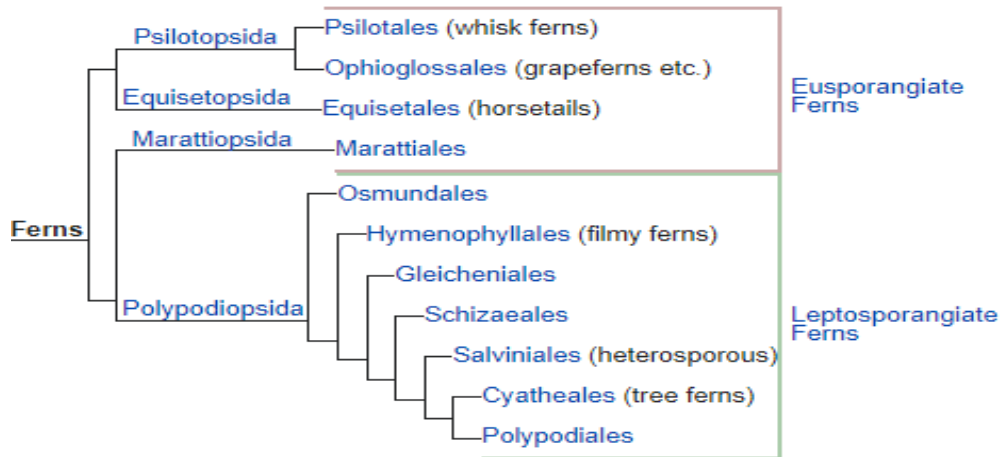 Psilotopsida
Psilotales (whisk ferns)
Ophioglossales (grapeferns etc.)
Equisetopsida
Equisetales (horsetails)
Eusporangiate
Ferns
Marattiopsida
Marattiales
Osmundales
Ferns
Hymenophyllales (filmy ferns)
Gleicheniales
Polypodiopsida
Schizaeales
Leptosporangiate
Ferns
Salviniales (heterosporous)
Cyatheales (tree ferns)
Polypodiales